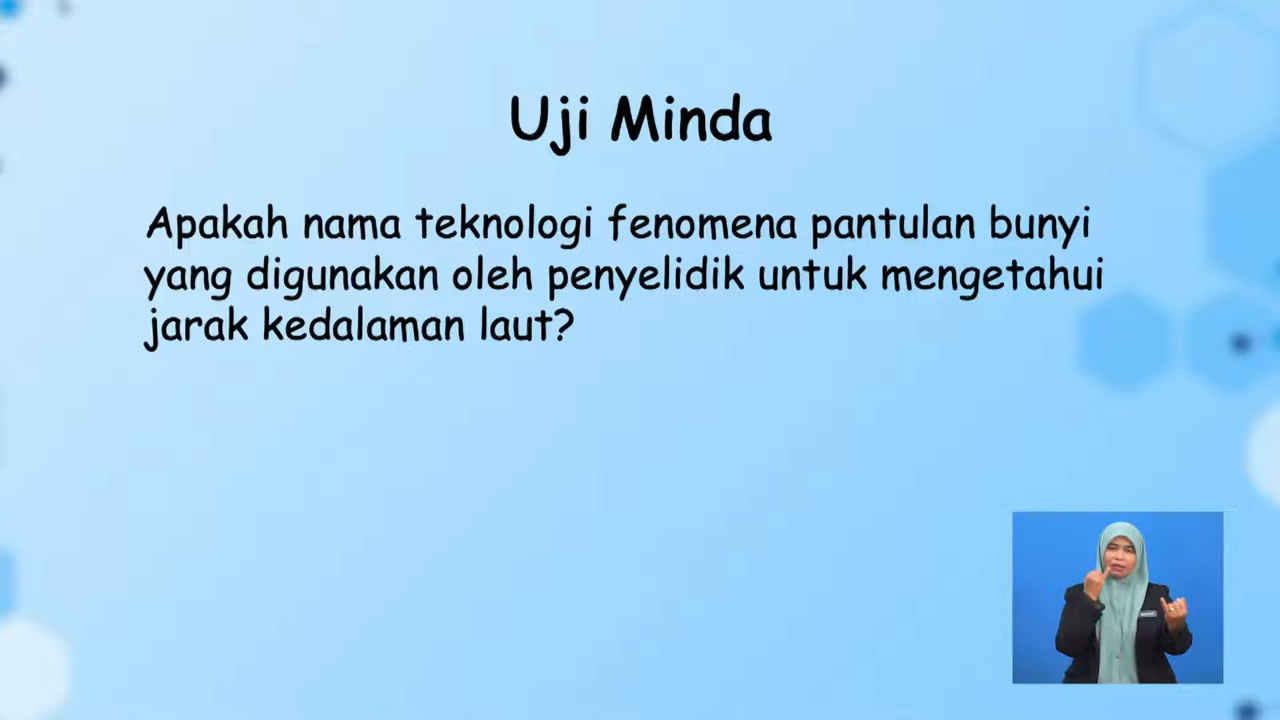 Uji Minda
Apakah nama teknologi fenomena pantulan bunyi
yang digunakan oleh penyelidik untuk mengetahui
jarak kedalaman laut?